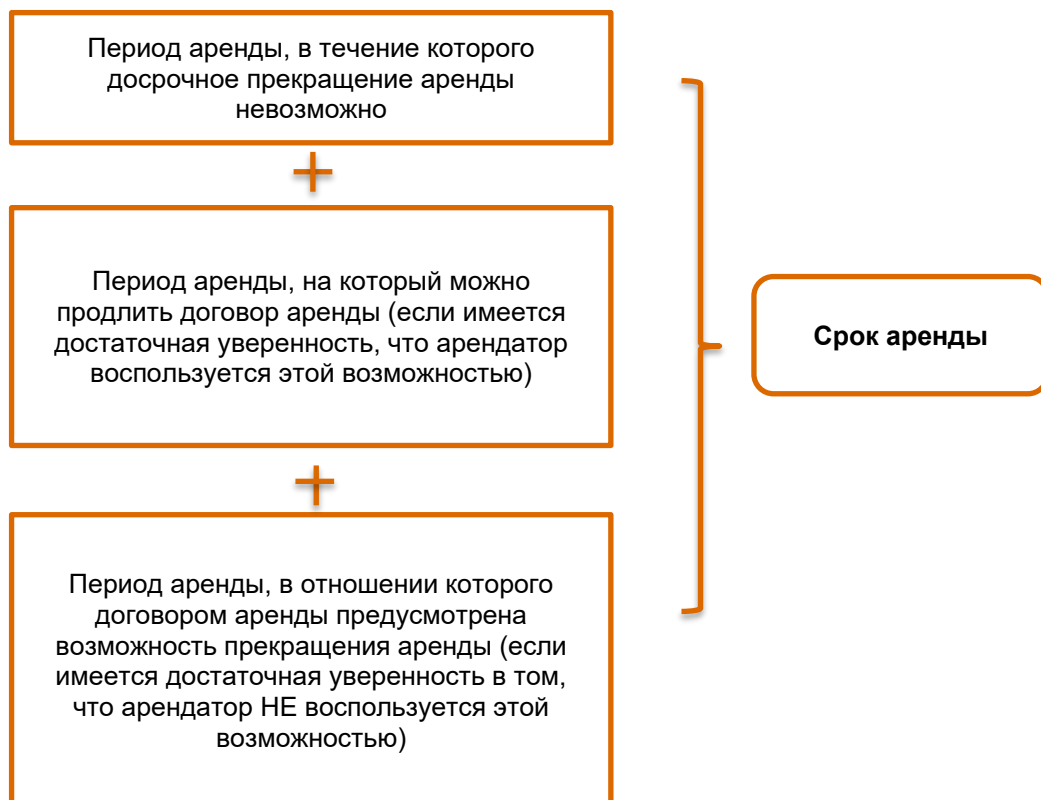 Период аренды, в течение которого
досрочное прекращение аренды
невозможно
+
Период аренды, на который можно
продлить договор аренды (если имеется
достаточная уверенность, что арендатор
воспользуется этой возможностью)
+
Период аренды, в отношении которого
договором аренды предусмотрена
возможность прекращения аренды (если
имеется достаточная уверенность в том,
что арендатор НЕ воспользуется этой
возможностью)
Срок аренды